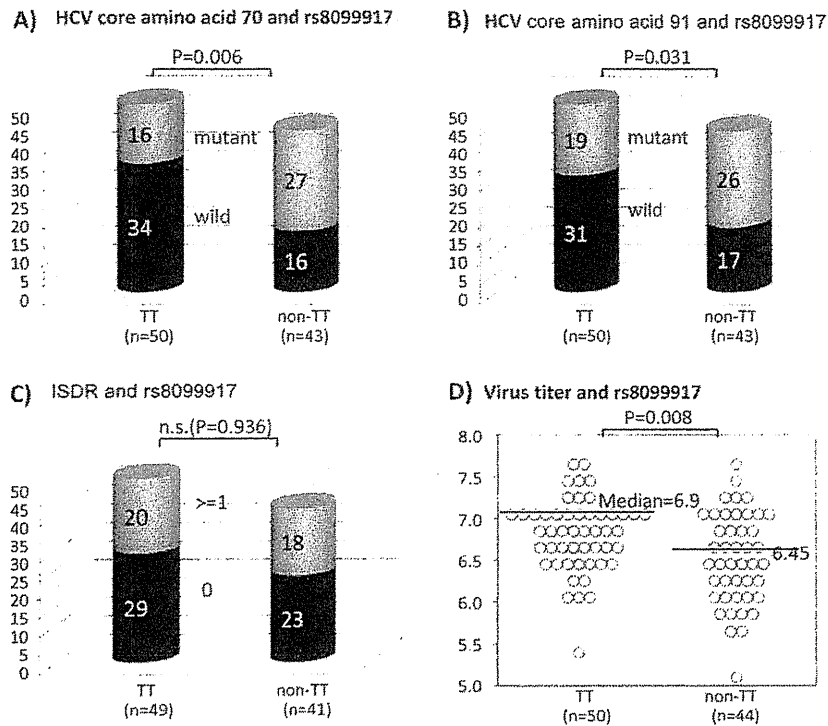 A) HCV core amino acid 70 and rs8099917
P=0.006
50
45
40
35
30
25
20
15
10
5
0
16
mutant
34
wild
27
16
TT
(n=50)
non-TT
(n=43)
B) HCV core amino acid 91 and rs8099917
P=0.031
50
45
40
35
30
25
20
15
10
5
0
19
mutant
31
wild
26
17
TT
(n=50)
non-TT
(n=43)
C) ISDR and rs8099917
n.s.(P=0.936)
50
45
40
35
30
25
20
15
10
5
0
20
>=1
29
0
18
23
TT
(n=49)
non-TT
(n=41)
D) Virus titer and rs8099917
P=0.008
8.0
7.5
7.0
6.5
6.0
5.5
5.0
Median=6.9
6.45
TT
(n=50)
non-TT
(n=44)